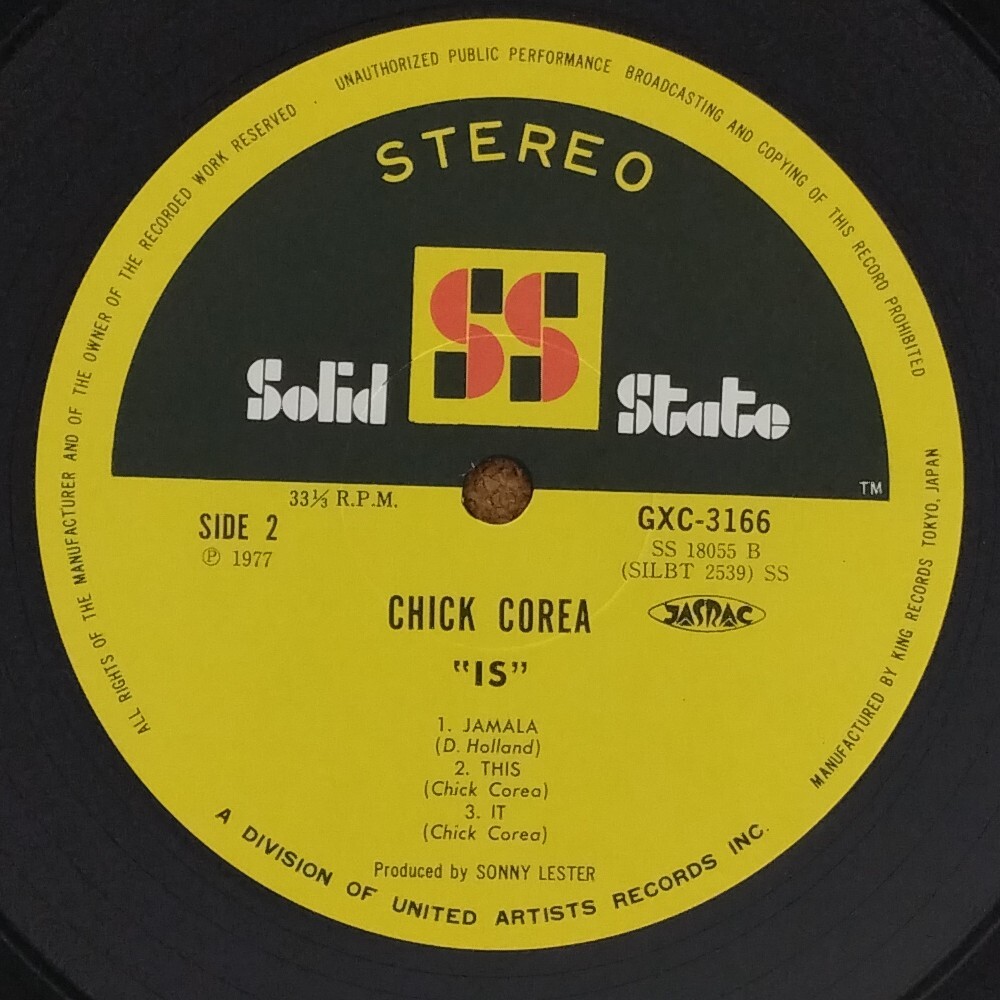 UNAUTHORIZED PUBLIC PERFORMANCE BROADCASTING AND COPYING OF THIS RECORD PROHIBITED
ALL RIGHTS OF THE MANUFACTURER AND OF THE OWNER OF THE RECORDED WORK RESERVED
STEREO
SS
Solid State
TM
33⅓ R.P.M.
SIDE 2
℗ 1977
GXC-3166
SS 18055 B
(SILBT 2539) SS
JASRAC
CHICK COREA
"IS"
1. JAMALA
(D. Holland)
2. THIS
(Chick Corea)
3. IT
(Chick Corea)
Produced by SONNY LESTER
A DIVISION OF UNITED ARTISTS RECORDS INC.
MANUFACTURED BY KING RECORDS TOKYO, JAPAN